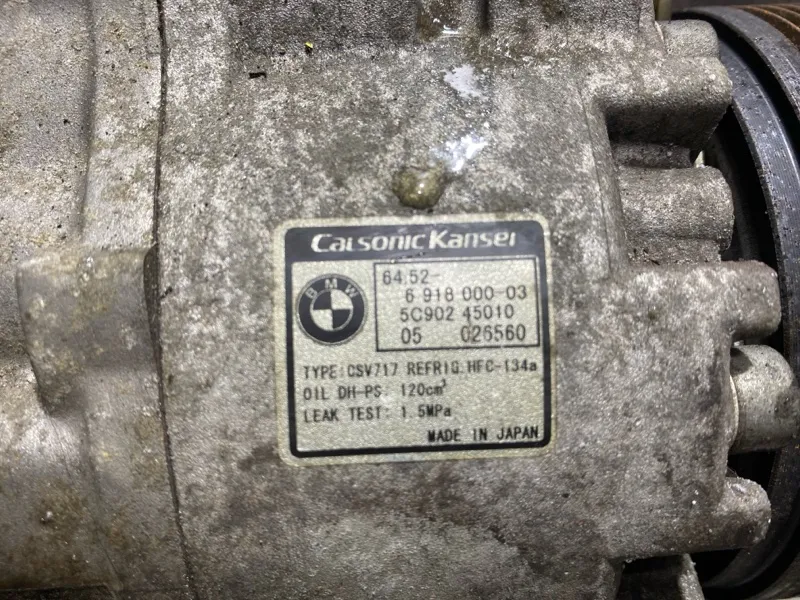 CalsonicKansei
BMW
64.52-
6 918 000-03
5C902 45010
05 026560
TYPE:CSV717 REFRIG.HFC-134a
OIL DH-PS: 120cm³
LEAK TEST: 1.5MPa
MADE IN JAPAN